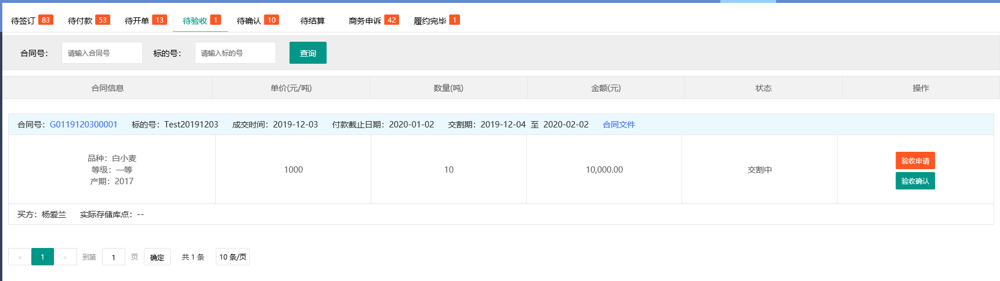 待签订 83 待付款 53 待开单 13 待验收 1 待确认 10 待结算 商务申诉 42 履约完毕 1
合同号： 请输入合同号 标的号： 请输入标的号 查询
合同信息 单价(元/吨) 数量(吨) 金额(元) 状态 操作
合同号：G0119120300001 标的号：Test20191203 成交时间：2019-12-03 付款截止日期：2020-01-02 交割期：2019-12-04 至 2020-02-02 合同文件
品种：白小麦
等级：一等
产期：2017
1000 10 10,000.00 交割中
验收申请
验收确认
买方：杨爱兰 实际存储库点：--
< 1 > 到第 1 页 确定 共 1 条 10 条/页